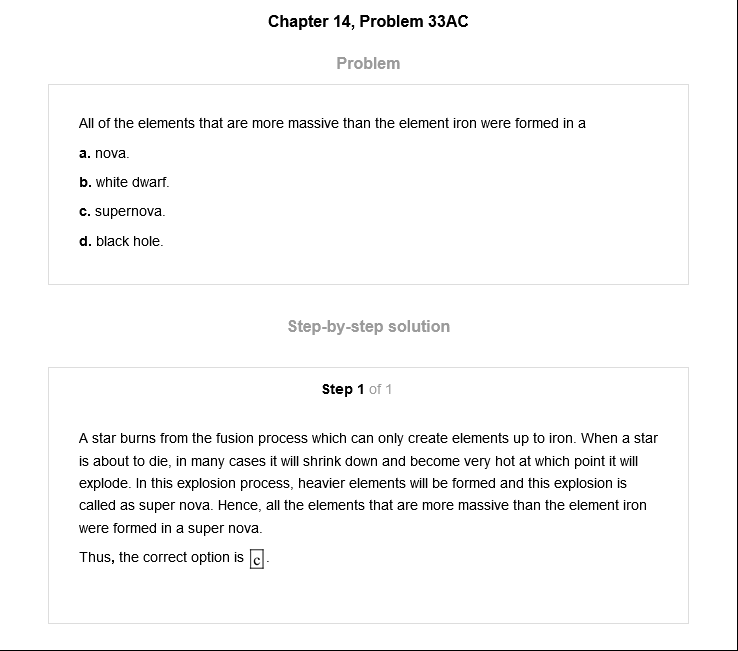 Chapter 14, Problem 33AC
Problem
All of the elements that are more massive than the element iron were formed in a
a. nova.
b. white dwarf.
c. supernova.
d. black hole.
Step-by-step solution
Step 1 of 1
A star burns from the fusion process which can only create elements up to iron. When a star
is about to die, in many cases it will shrink down and become very hot at which point it will
explode. In this explosion process, heavier elements will be formed and this explosion is
called as super nova. Hence, all the elements that are more massive than the element iron
were formed in a super nova.
Thus, the correct option is c.